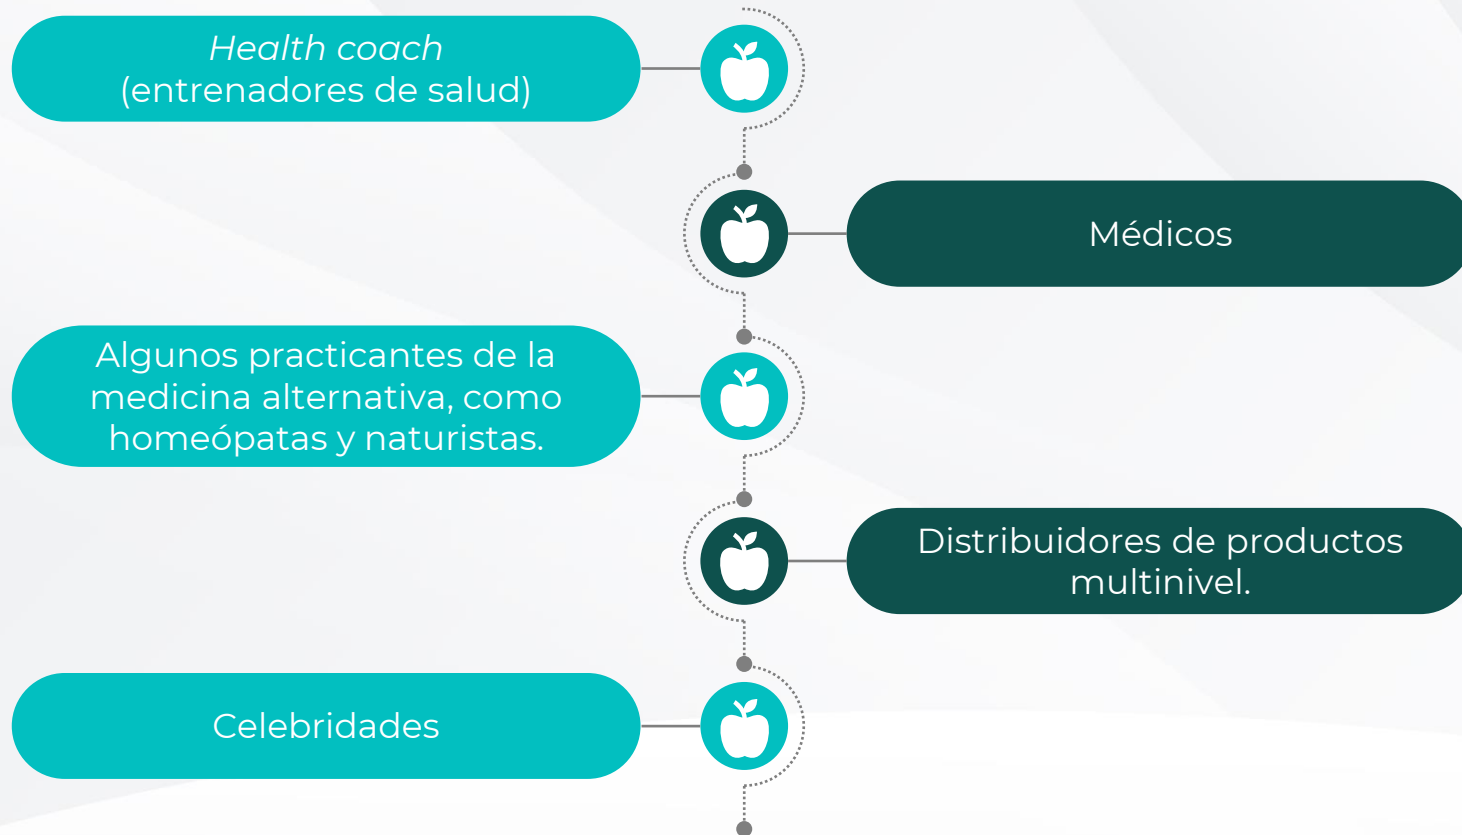 Health coach
(entrenadores de salud)
Médicos
Algunos practicantes de la
medicina alternativa, como
homeópatas y naturistas.
Distribuidores de productos
multinivel.
Celebridades